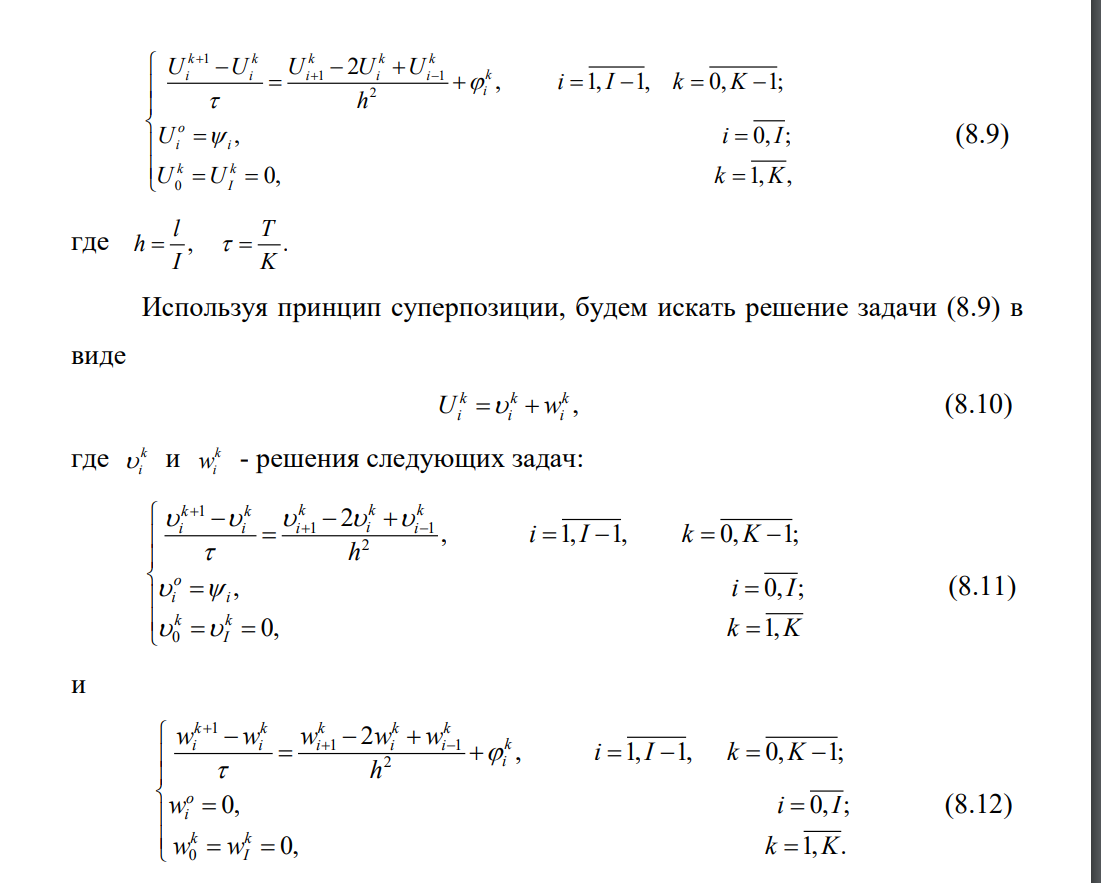 \begin{cases} \frac{U_i^{k+1} - U_i^k}{\tau} = \frac{U_{i+1}^k - 2U_i^k + U_{i-1}^k}{h^2} + \varphi_i^k, & i = \overline{1, I-1}, \quad k = \overline{0, K-1}; \\ U_i^o = \psi_i, & i = \overline{0, I}; \\ U_0^k = U_I^k = 0, & k = \overline{1, K}, \end{cases} (8.9)
где h = \frac{l}{I}, \tau = \frac{T}{K}.
Используя принцип суперпозиции, будем искать решение задачи (8.9) в
виде
U_i^k = \upsilon_i^k + w_i^k, (8.10)
где \upsilon_i^k и w_i^k - решения следующих задач:
\begin{cases} \frac{\upsilon_i^{k+1} - \upsilon_i^k}{\tau} = \frac{\upsilon_{i+1}^k - 2\upsilon_i^k + \upsilon_{i-1}^k}{h^2}, & i = \overline{1, I-1}, \quad k = \overline{0, K-1}; \\ \upsilon_i^o = \psi_i, & i = \overline{0, I}; \\ \upsilon_0^k = \upsilon_I^k = 0, & k = \overline{1, K} \end{cases} (8.11)
и
\begin{cases} \frac{w_i^{k+1} - w_i^k}{\tau} = \frac{w_{i+1}^k - 2w_i^k + w_{i-1}^k}{h^2} + \varphi_i^k, & i = \overline{1, I-1}, \quad k = \overline{0, K-1}; \\ w_i^o = 0, & i = \overline{0, I}; \\ w_0^k = w_I^k = 0, & k = \overline{1, K}. \end{cases} (8.12)